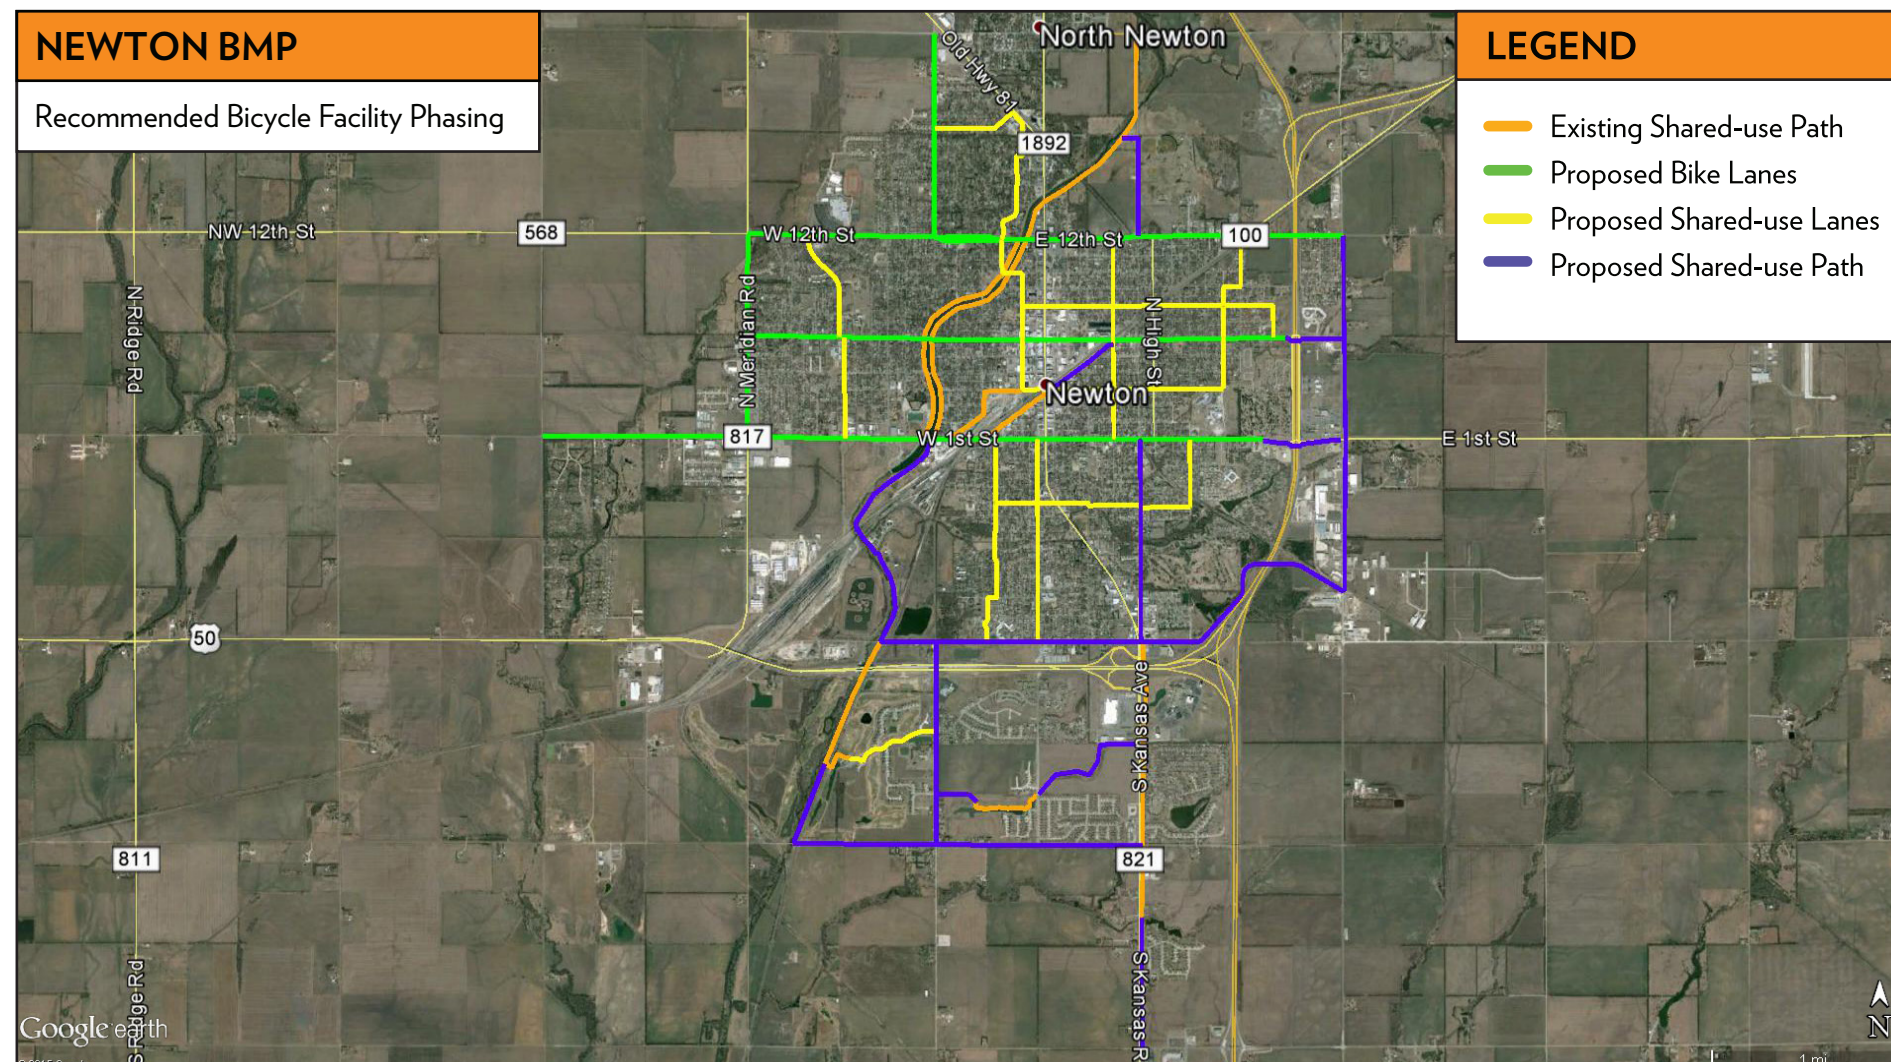 NEWTON BMP
Recommended Bicycle Facility Phasing
LEGEND
Existing Shared-use Path
Proposed Bike Lanes
Proposed Shared-use Lanes
Proposed Shared-use Path
North Newton
Old Hwy 81
1892
NW 12th St
568
W 12th St
E 12th St
100
N Ridge Rd
N Meridian Rd
N High St
Newton
817
W 1st St
E 1st St
50
S Kansas Ave
811
821
S Ridge Rd
S Kansas R
Google earth
N
1 mi